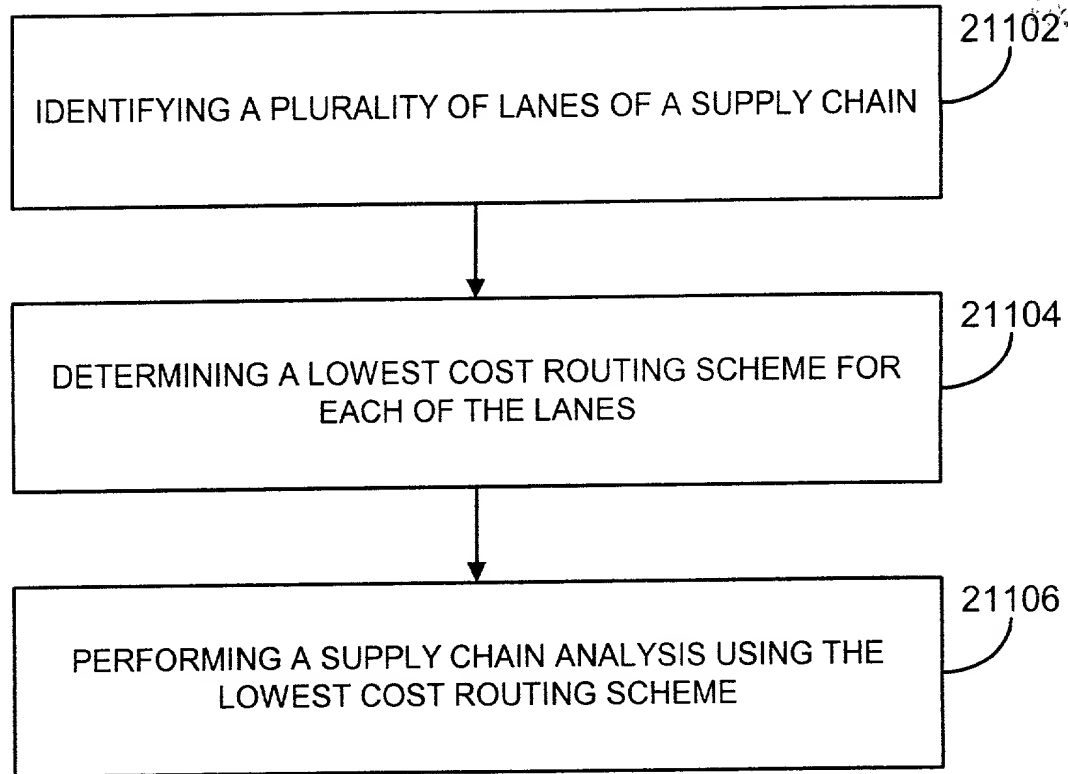 21102
IDENTIFYING A PLURALITY OF LANES OF A SUPPLY CHAIN
21104
DETERMINING A LOWEST COST ROUTING SCHEME FOR
EACH OF THE LANES
21106
PERFORMING A SUPPLY CHAIN ANALYSIS USING THE
LOWEST COST ROUTING SCHEME